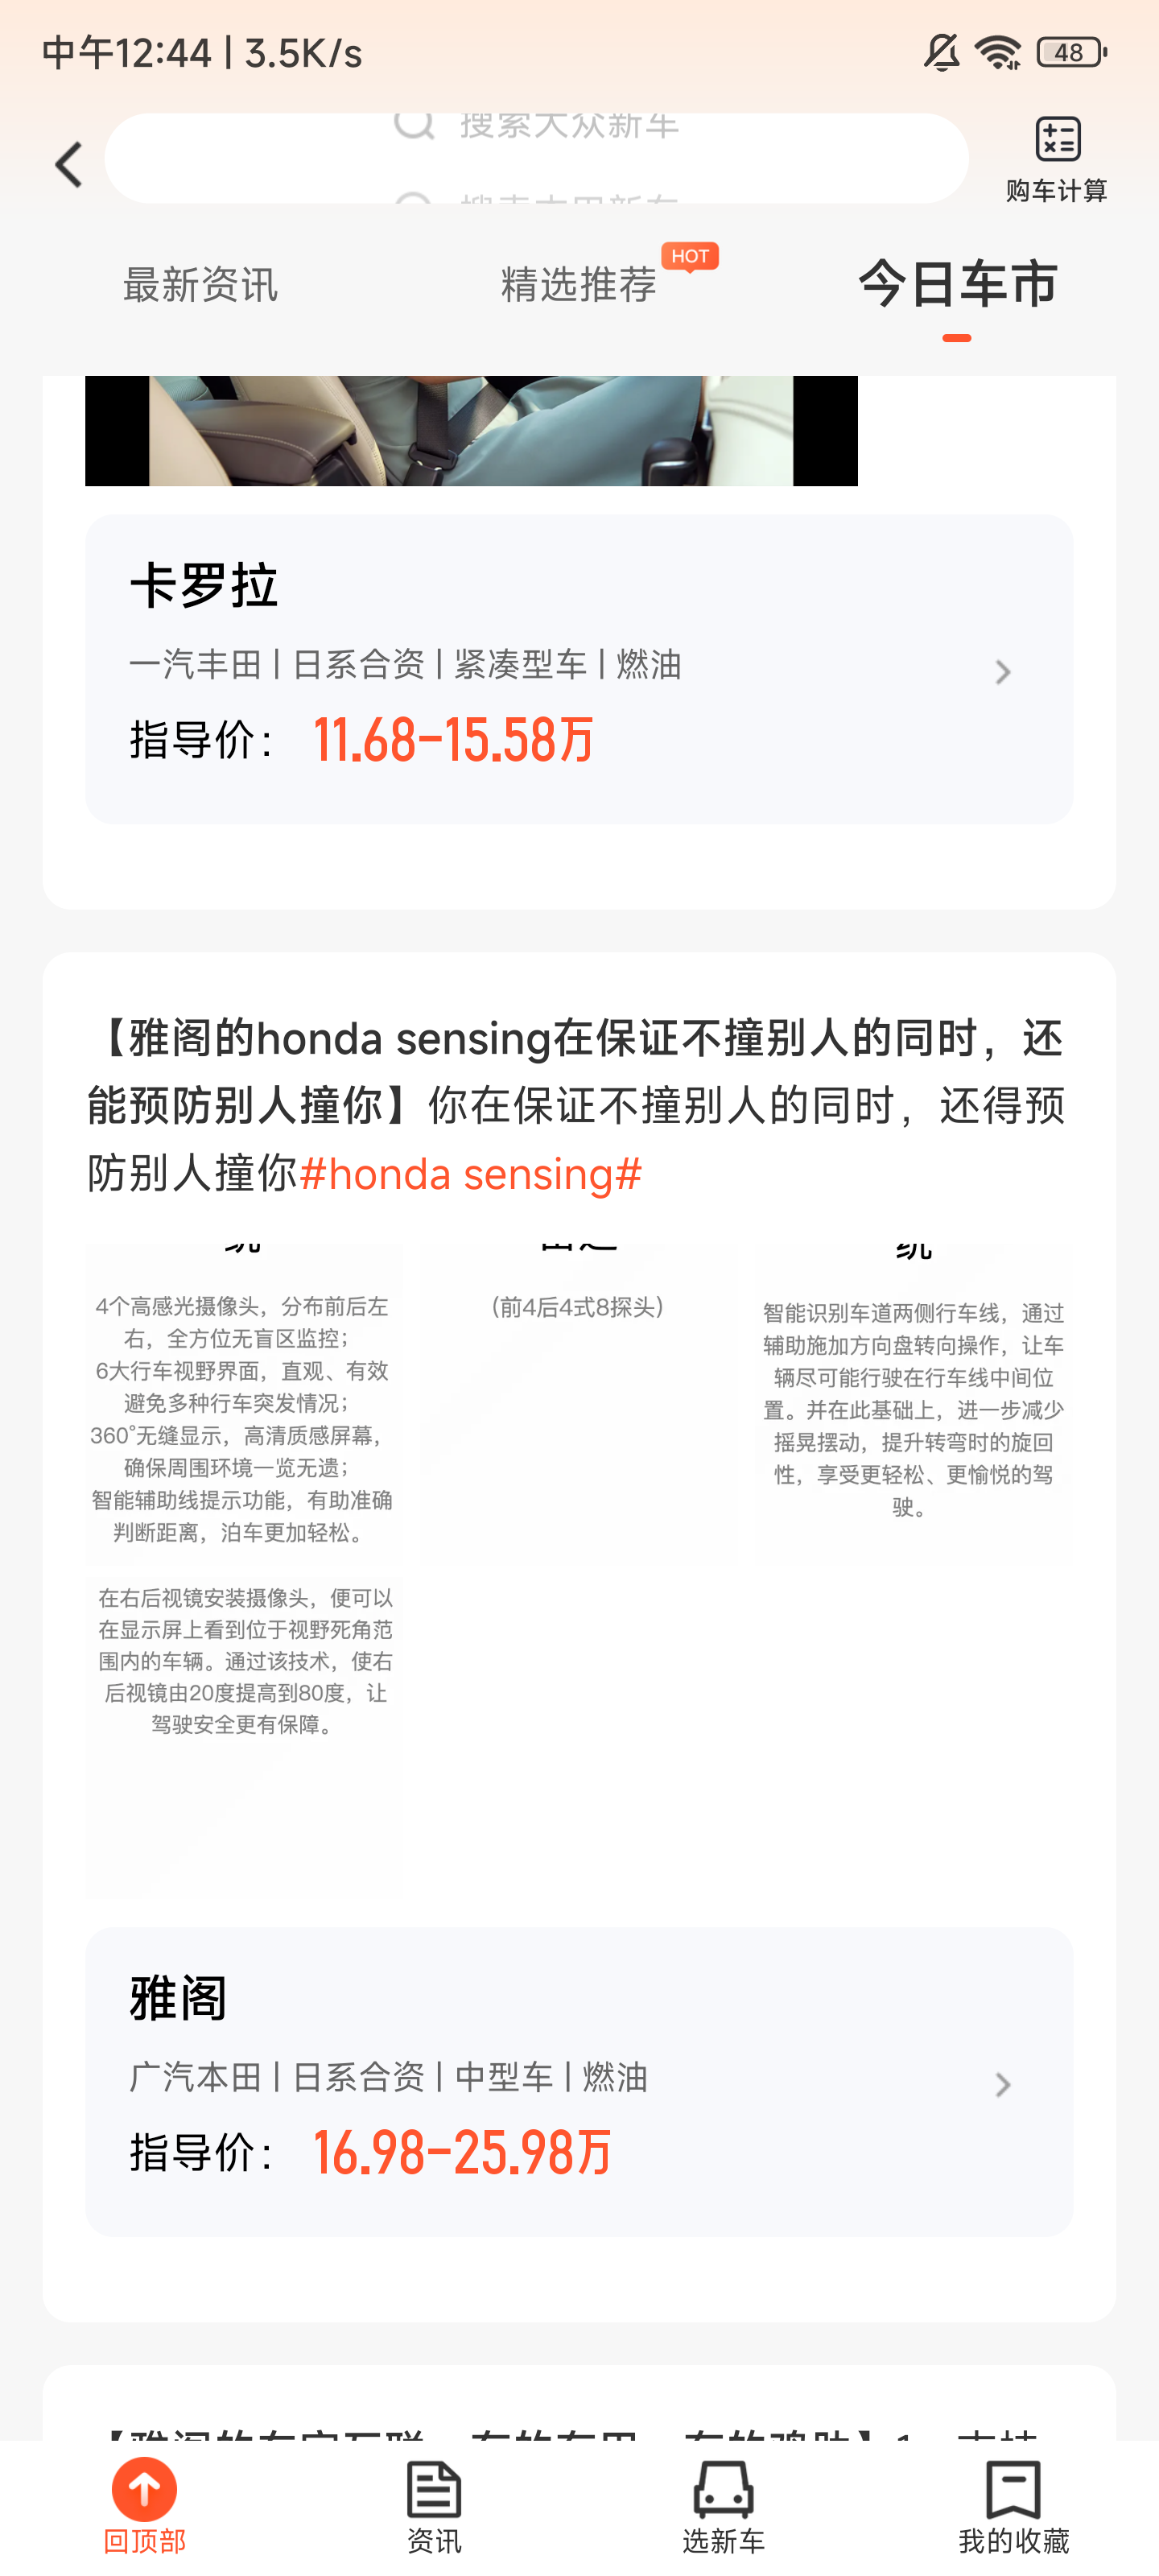 中午12:44 | 3.5K/s
48
搜索大众新车
购车计算
最新资讯
精选推荐
HOT
今日车市
卡罗拉
一汽丰田 | 日系合资 | 紧凑型车 | 燃油
指导价： 11.68-15.58万
【雅阁的honda sensing在保证不撞别人的同时，还
能预防别人撞你】你在保证不撞别人的同时，还得预
防别人撞你#honda sensing#
统
4个高感光摄像头，分布前后左
右，全方位无盲区监控；
6大行车视野界面，直观、有效
避免多种行车突发情况；
360°无缝显示，高清质感屏幕，
确保周围环境一览无遗；
智能辅助线提示功能，有助准确
判断距离，泊车更加轻松。
(前4后4式8探头)
统
智能识别车道两侧行车线，通过
辅助施加方向盘转向操作，让车
辆尽可能行驶在行车线中间位
置。并在此基础上，进一步减少
摇晃摆动，提升转弯时的旋回
性，享受更轻松、更愉悦的驾
驶。
在右后视镜安装摄像头，便可以
在显示屏上看到位于视野死角范
围内的车辆。通过该技术，使右
后视镜由20度提高到80度，让
驾驶安全更有保障。
雅阁
广汽本田 | 日系合资 | 中型车 | 燃油
指导价： 16.98-25.98万
回顶部
资讯
选新车
我的收藏